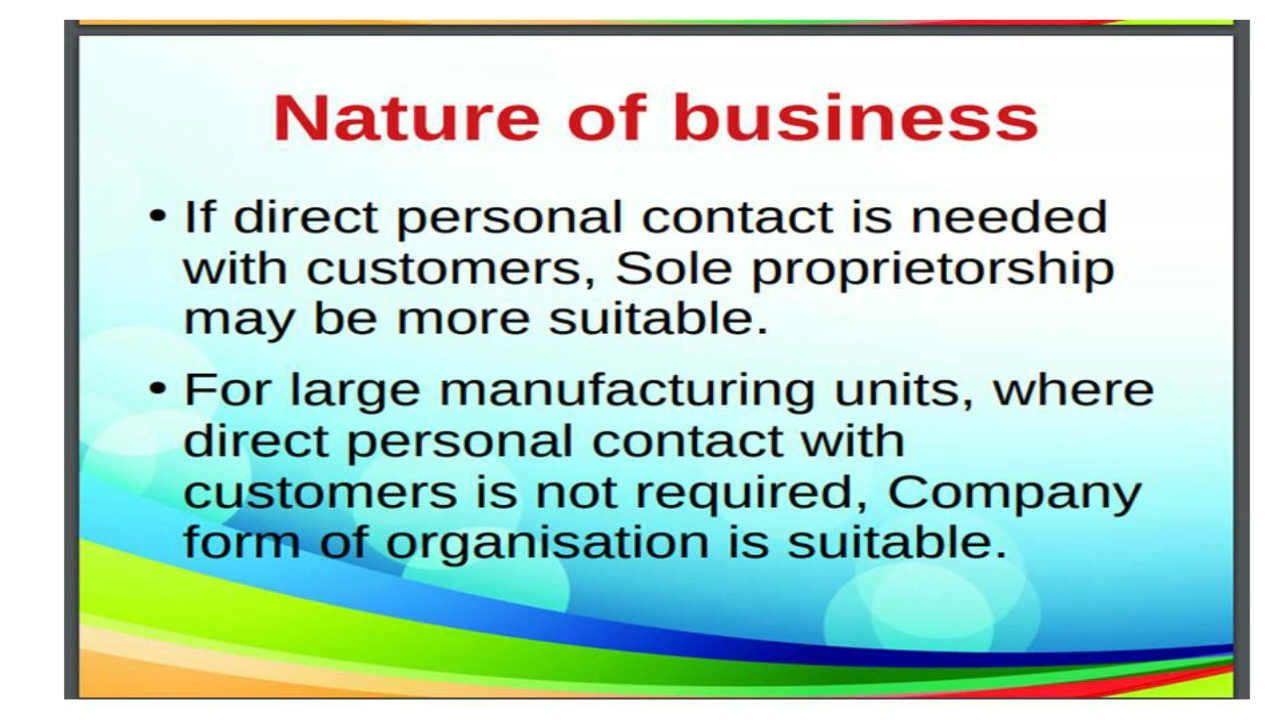 Nature of business
• If direct personal contact is needed
with customers, Sole proprietorship
may be more suitable.
• For large manufacturing units, where
direct personal contact with
customers is not required, Company
form of organisation is suitable.